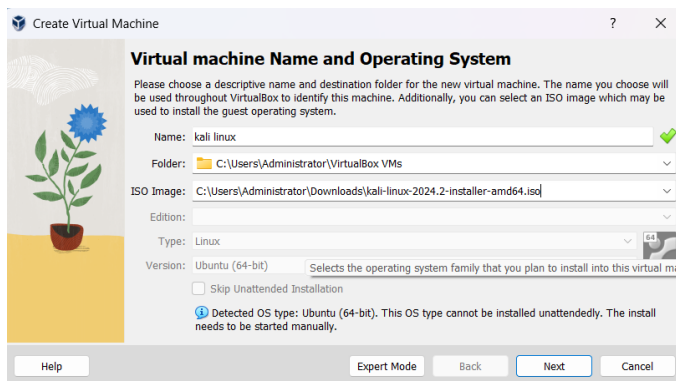 Create Virtual Machine
? ×
Virtual machine Name and Operating System
Please choose a descriptive name and destination folder for the new virtual machine. The name you choose will
be used throughout VirtualBox to identify this machine. Additionally, you can select an ISO image which may be
used to install the guest operating system.
Name: kali linux
Folder: C:\Users\Administrator\VirtualBox VMs
ISO Image: C:\Users\Administrator\Downloads\kali-linux-2024.2-installer-amd64.iso
Edition:
Type: Linux
64
Version: Ubuntu (64-bit)
Selects the operating system family that you plan to install into this virtual ma
Skip Unattended Installation
Detected OS type: Ubuntu (64-bit). This OS type cannot be installed unattendedly. The install
needs to be started manually.
Help Expert Mode Back Next Cancel